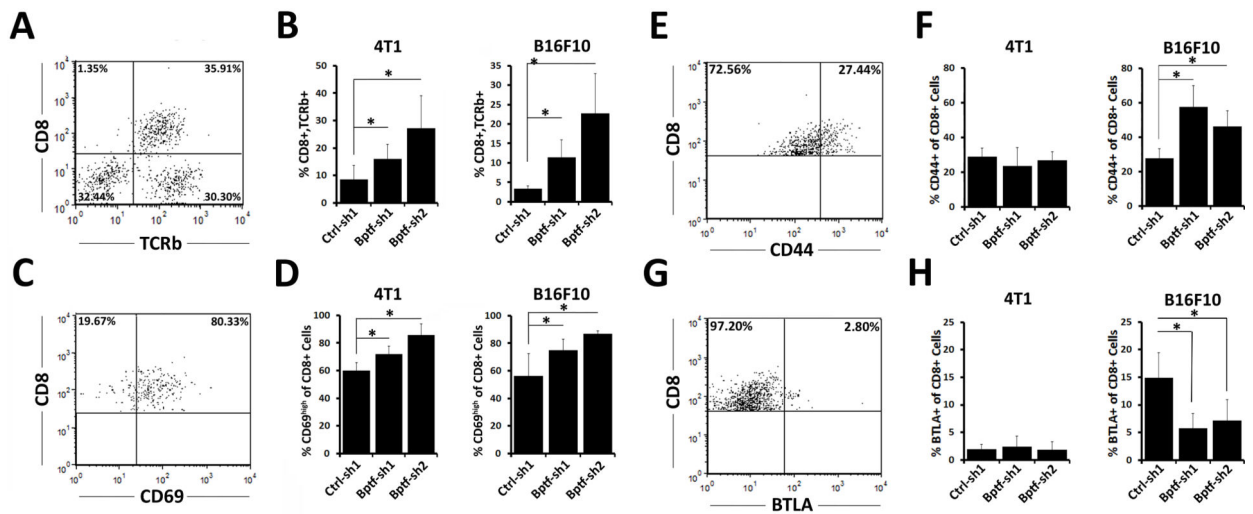 A
CD8
10⁴
10³
10²
10¹
10⁰
1.35%
35.91%
32.44%
30.30%
10⁰ 10¹ 10² 10³ 10⁴
TCRb
B
4T1
% CD8+,TCRb+
50
40
30
20
10
0
*
*
Ctrl-sh1
Bptf-sh1
Bptf-sh2
B16F10
% CD8+,TCRb+
35
30
25
20
15
10
5
0
*
*
Ctrl-sh1
Bptf-sh1
Bptf-sh2
C
CD8
10⁴
10³
10²
10¹
10⁰
19.67%
80.33%
10⁰ 10¹ 10² 10³ 10⁴
CD69
D
4T1
% CD69ʰⁱᵍʰ of CD8+ Cells
100
80
60
40
20
0
*
*
Ctrl-sh1
Bptf-sh1
Bptf-sh2
B16F10
% CD69ʰⁱᵍʰ of CD8+ Cells
100
80
60
40
20
0
*
*
Ctrl-sh1
Bptf-sh1
Bptf-sh2
E
CD8
10⁴
10³
10²
10¹
10⁰
72.56%
27.44%
10⁰ 10¹ 10² 10³ 10⁴
CD44
F
4T1
% CD44+ of CD8+ Cells
80
60
40
20
0
Ctrl-sh1
Bptf-sh1
Bptf-sh2
B16F10
% CD44+ of CD8+ Cells
80
60
40
20
0
*
*
Ctrl-sh1
Bptf-sh1
Bptf-sh2
G
CD8
10⁴
10³
10²
10¹
10⁰
97.20%
2.80%
10⁰ 10¹ 10² 10³ 10⁴
BTLA
H
4T1
% BTLA+ of CD8+ Cells
25
20
15
10
5
0
Ctrl-sh1
Bptf-sh1
Bptf-sh2
B16F10
% BTLA+ of CD8+ Cells
25
20
15
10
5
0
*
*
Ctrl-sh1
Bptf-sh1
Bptf-sh2